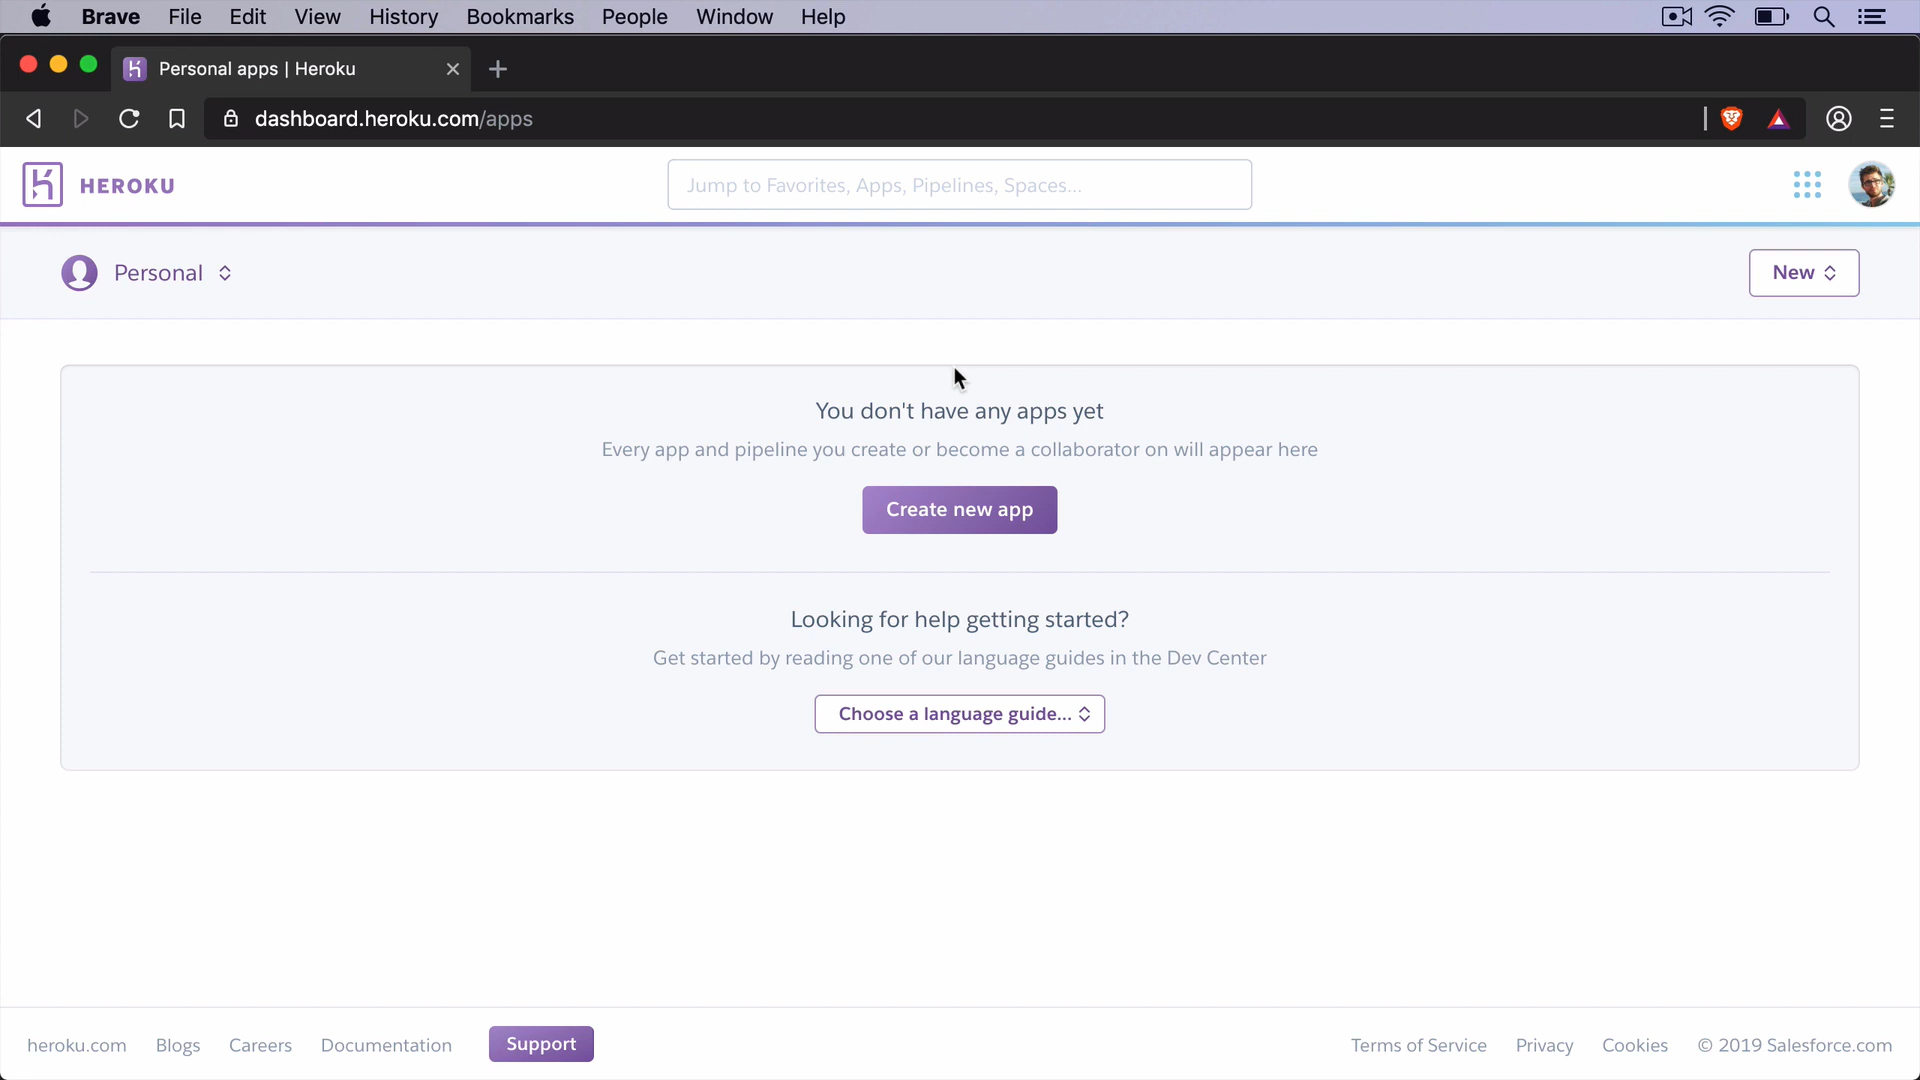 Brave File Edit View History Bookmarks People Window Help
Personal apps | Heroku
dashboard.heroku.com/apps
HEROKU
Jump to Favorites, Apps, Pipelines, Spaces...
Personal
New
You don't have any apps yet
Every app and pipeline you create or become a collaborator on will appear here
Create new app
Looking for help getting started?
Get started by reading one of our language guides in the Dev Center
Choose a language guide...
heroku.com Blogs Careers Documentation Support Terms of Service Privacy Cookies © 2019 Salesforce.com